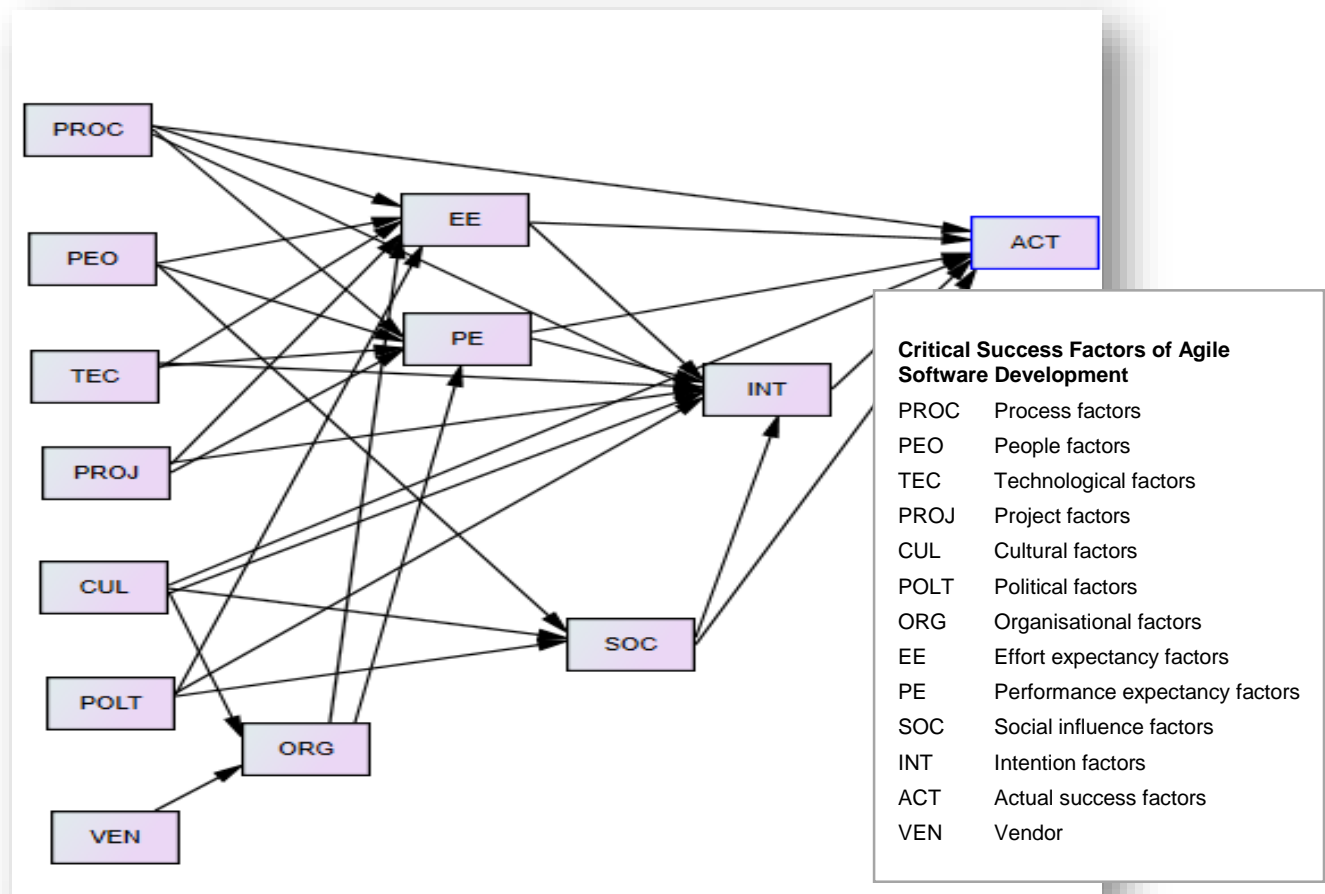 PROC
PEO
TEC
PROJ
CUL
POLT
VEN
ORG
EE
PE
SOC
INT
ACT
Critical Success Factors of Agile
Software Development
PROC Process factors
PEO People factors
TEC Technological factors
PROJ Project factors
CUL Cultural factors
POLT Political factors
ORG Organisational factors
EE Effort expectancy factors
PE Performance expectancy factors
SOC Social influence factors
INT Intention factors
ACT Actual success factors
VEN Vendor